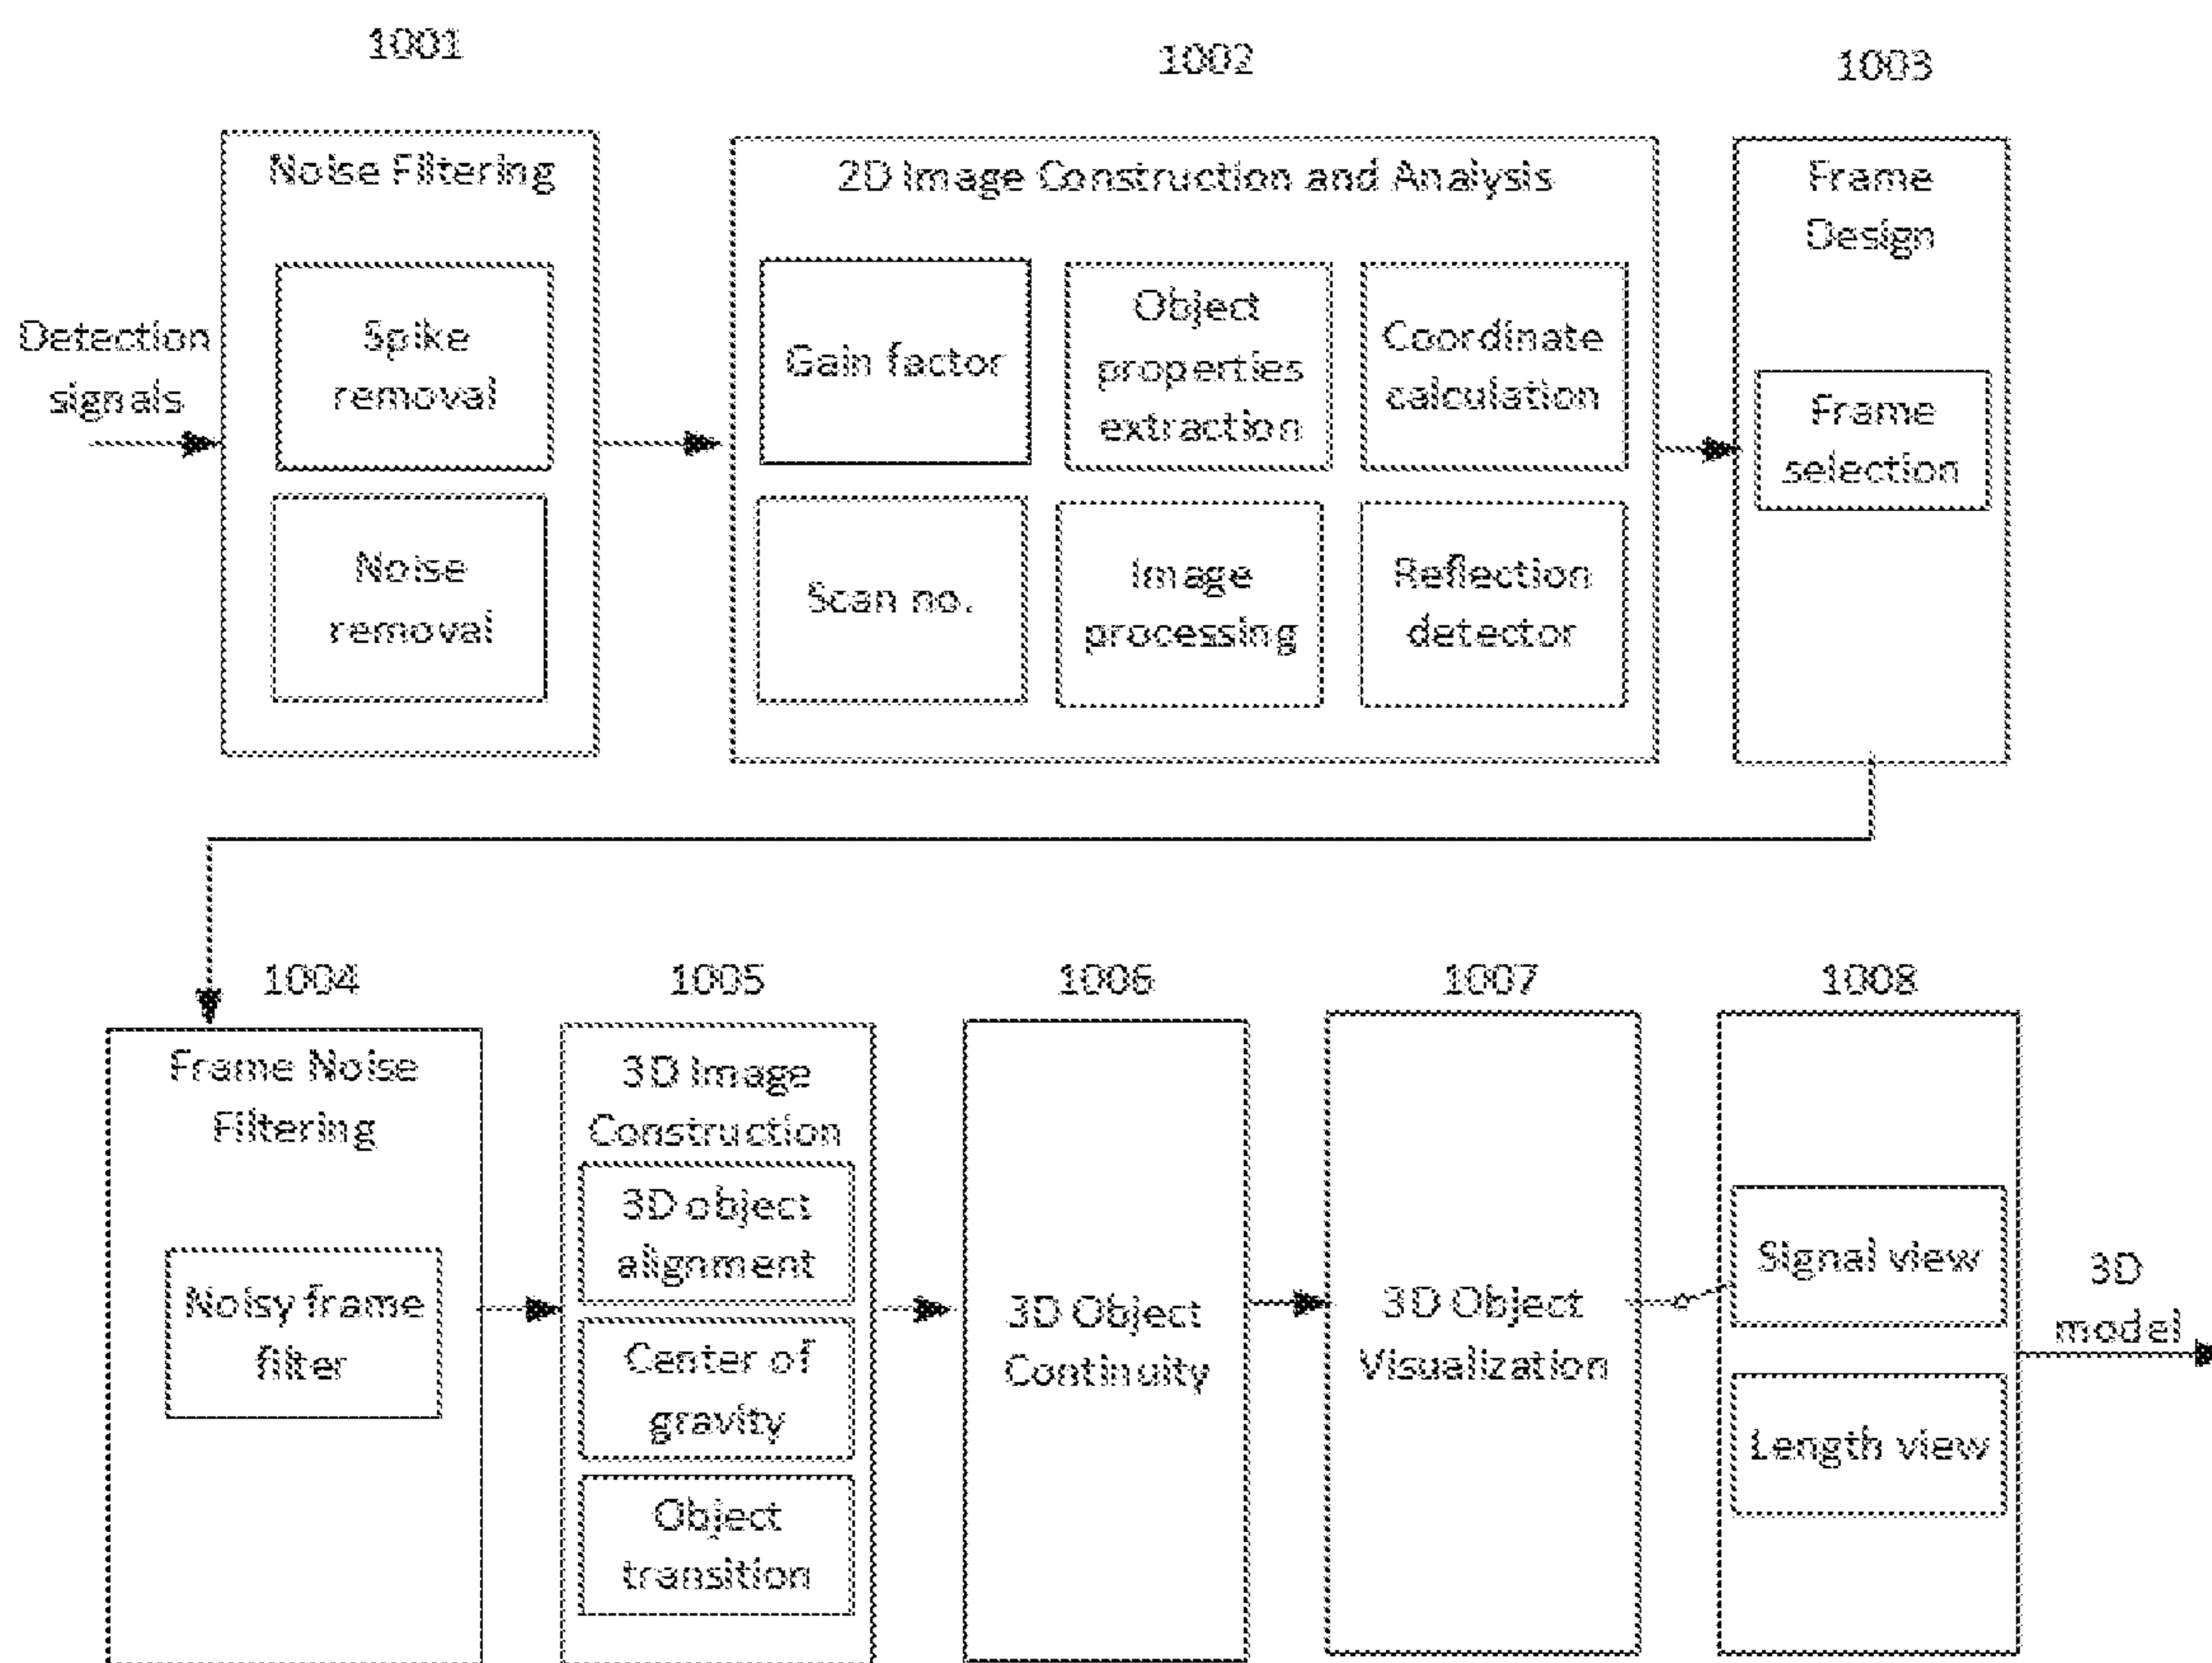 1001
1002
1003
Noise Filtering
2D Image Construction and Analysis
Frame
Design
Detection
signals
Spike
removal
Noise
removal
Gain factor
Object
properties
extraction
Coordinate
calculation
Scan no.
Image
processing
Reflection
detector
Frame
selection
1004
1005
1006
1007
1008
Frame Noise
Filtering
Noisy frame
filter
3D Image
Construction
3D object
alignment
Center of
gravity
Object
transition
3D Object
Continuity
3D Object
Visualization
Signal view
Length view
3D
model